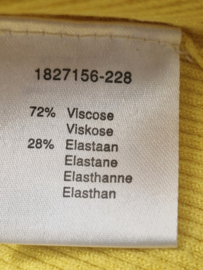 1827156-228
72% Viscose
Viskose
28% Elastaan
Elastane
Elasthanne
Elasthan